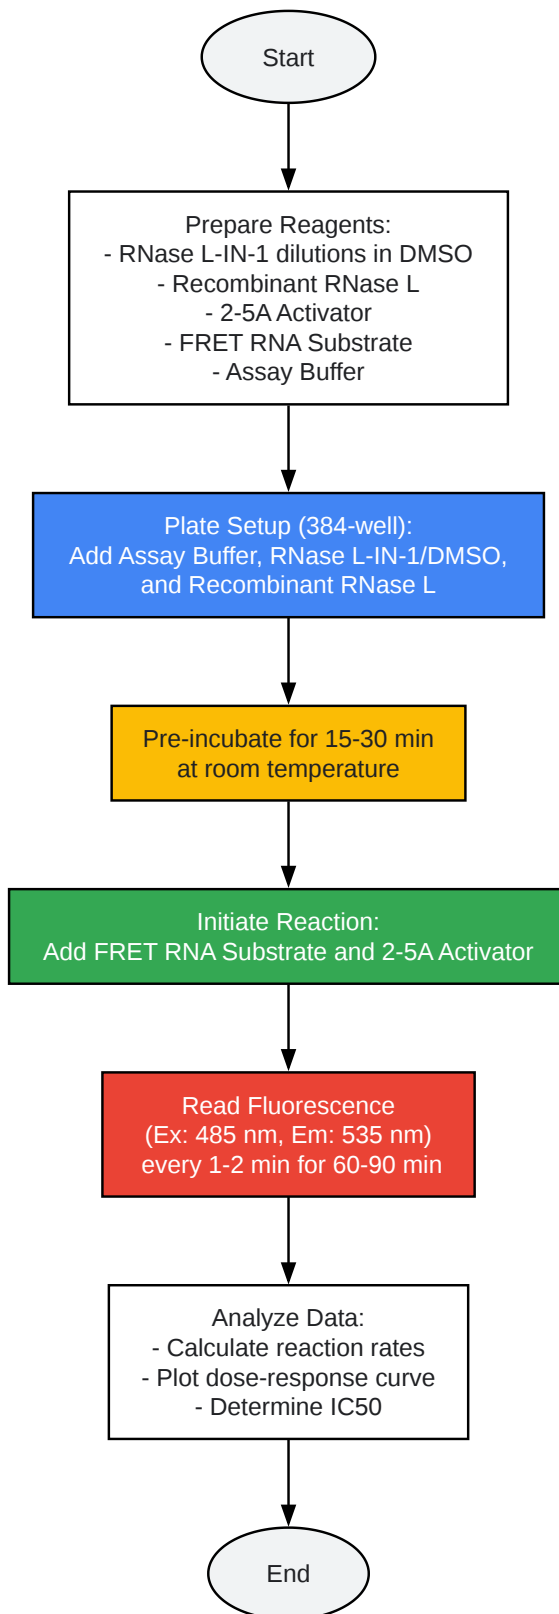 Start
Prepare Reagents:
- RNase L-IN-1 dilutions in DMSO
- Recombinant RNase L
- 2-5A Activator
- FRET RNA Substrate
- Assay Buffer
Plate Setup (384-well):
Add Assay Buffer, RNase L-IN-1/DMSO,
and Recombinant RNase L
Pre-incubate for 15-30 min
at room temperature
Initiate Reaction:
Add FRET RNA Substrate and 2-5A Activator
Read Fluorescence
(Ex: 485 nm, Em: 535 nm)
every 1-2 min for 60-90 min
Analyze Data:
- Calculate reaction rates
- Plot dose-response curve
- Determine IC50
End